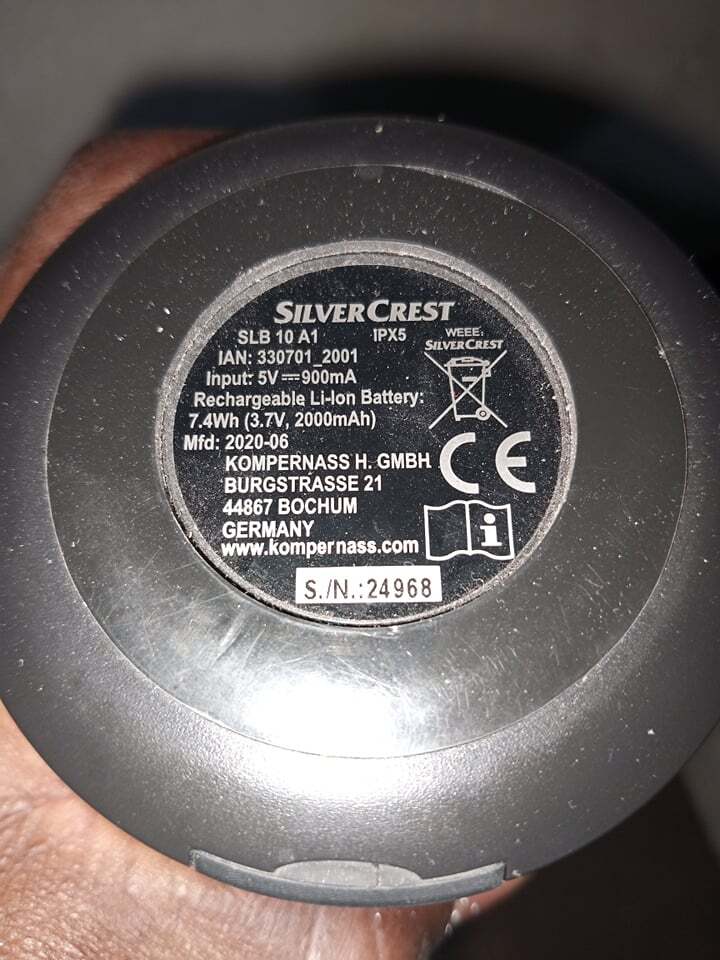 SILVERCREST
SLB 10 A1 IPX5
WEEE:
SILVERCREST
IAN: 330701_2001
Input: 5V ⎓ 900mA
Rechargeable Li-Ion Battery:
7.4Wh (3.7V, 2000mAh)
Mfd: 2020-06
KOMPERNASS H. GMBH
BURGSTRASSE 21
44867 BOCHUM
GERMANY
www.kompernass.com
CE
i
S./N.:24968